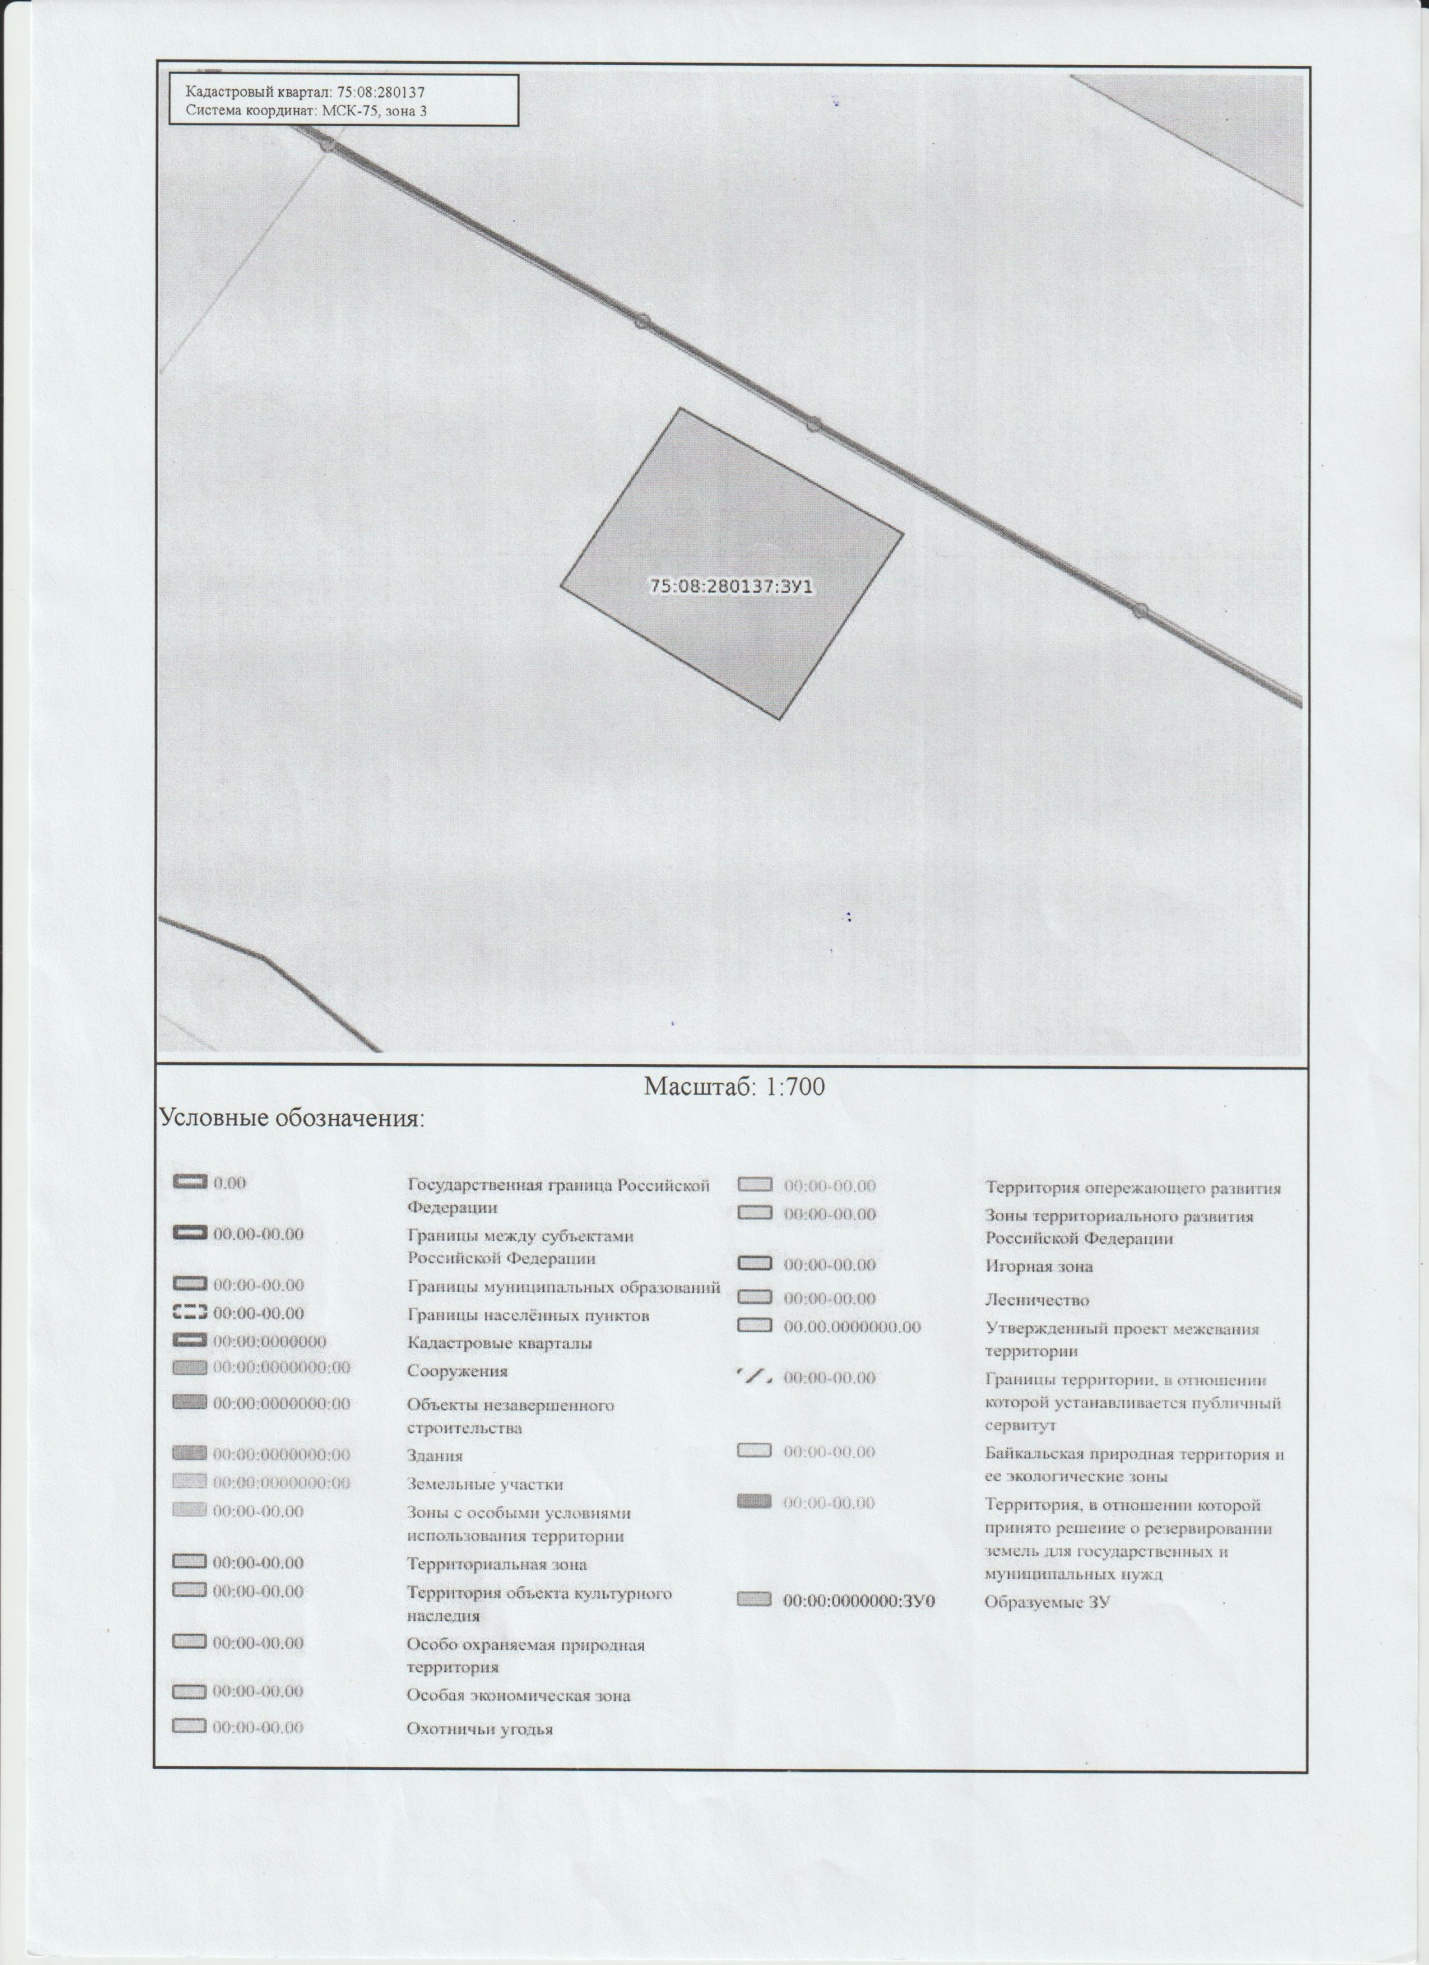 Кадастровый квартал: 75:08:280137
Система координат: МСК-75, зона 3
75:08:280137:ЗУ1
Масштаб: 1:700
Условные обозначения:
0.00 Государственная граница Российской
Федерации
00.00-00.00 Границы между субъектами
Российской Федерации
00:00-00.00 Границы муниципальных образований
00:00-00.00 Границы населённых пунктов
00:00:0000000 Кадастровые кварталы
00:00:0000000:00 Сооружения
00:00:0000000:00 Объекты незавершенного
строительства
00:00:0000000:00 Здания
00:00:0000000:00 Земельные участки
00:00-00.00 Зоны с особыми условиями
использования территории
00:00-00.00 Территориальная зона
00:00-00.00 Территория объекта культурного
наследия
00:00-00.00 Особо охраняемая природная
территория
00:00-00.00 Особая экономическая зона
00:00-00.00 Охотничьи угодья
00:00-00.00 Территория опережающего развития
00:00-00.00 Зоны территориального развития
Российской Федерации
00:00-00.00 Игорная зона
00:00-00.00 Лесничество
00.00.0000000.00 Утвержденный проект межевания
территории
00:00-00.00 Границы территории, в отношении
которой устанавливается публичный
сервитут
00:00-00.00 Байкальская природная территория и
ее экологические зоны
00:00-00.00 Территория, в отношении которой
принято решение о резервировании
земель для государственных и
муниципальных нужд
00:00:0000000:ЗУ0 Образуемые ЗУ